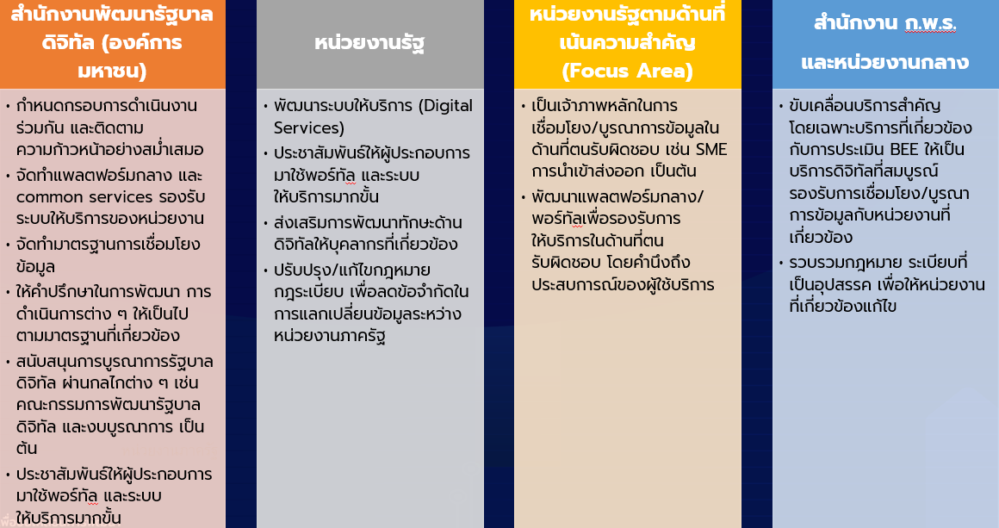 สำนักงานพัฒนารัฐบาล
ดิจิทัล (องค์การ
มหาชน)
• กำหนดกรอบการดำเนินงาน
ร่วมกัน และติดตาม
ความก้าวหน้าอย่างสม่ำเสมอ
• จัดทำแพลตฟอร์มกลาง และ
common services รองรับ
ระบบให้บริการของหน่วยงาน
• จัดทำมาตรฐานการเชื่อมโยง
ข้อมูล
• ให้คำปรึกษาในการพัฒนา การ
ดำเนินการต่าง ๆ ให้เป็นไป
ตามมาตรฐานที่เกี่ยวข้อง
• สนับสนุนการบูรณาการรัฐบาล
ดิจิทัล ผ่านกลไกต่าง ๆ เช่น
คณะกรรมการพัฒนารัฐบาล
ดิจิทัล และงบบูรณาการ เป็น
ต้น
• ประชาสัมพันธ์ให้ผู้ประกอบการ
มาใช้พอร์ทัล และระบบ
ให้บริการมากขั้น
หน่วยงานรัฐ
• พัฒนาระบบให้บริการ (Digital
Services)
• ประชาสัมพันธ์ให้ผู้ประกอบการ
มาใช้พอร์ทัล และระบบ
ให้บริการมากขั้น
• ส่งเสริมการพัฒนาทักษะด้าน
ดิจิทัลให้บุคลากรที่เกี่ยวข้อง
• ปรับปรุง/แก้ไขกฎหมาย
กฎระเบียบ เพื่อลดข้อจำกัดใน
การแลกเปลี่ยนข้อมูลระหว่าง
หน่วยงานภาครัฐ
หน่วยงานรัฐตามด้านที่
เน้นความสำคัญ
(Focus Area)
• เป็นเจ้าภาพหลักในการ
เชื่อมโยง/บูรณาการข้อมูลใน
ด้านที่ตนรับผิดชอบ เช่น SME
การนำเข้าส่งออก เป็นต้น
• พัฒนาแพลตฟอร์มกลาง/
พอร์ทัลเพื่อรองรับการ
ให้บริการในด้านที่ตน
รับผิดชอบ โดยคำนึงถึง
ประสบการณ์ของผู้ใช้บริการ
สำนักงาน ก.พ.ร.
และหน่วยงานกลาง
• ขับเคลื่อนบริการสำคัญ
โดยเฉพาะบริการที่เกี่ยวข้อง
กับการประเมิน BEE ให้เป็น
บริการดิจิทัลที่สมบูรณ์
รองรับการเชื่อมโยง/บูรณา
การข้อมูลกับหน่วยงานที่
เกี่ยวข้อง
• รวบรวมกฎหมาย ระเบียบที่
เป็นอุปสรรค เพื่อให้หน่วยงาน
ที่เกี่ยวข้องแก้ไข